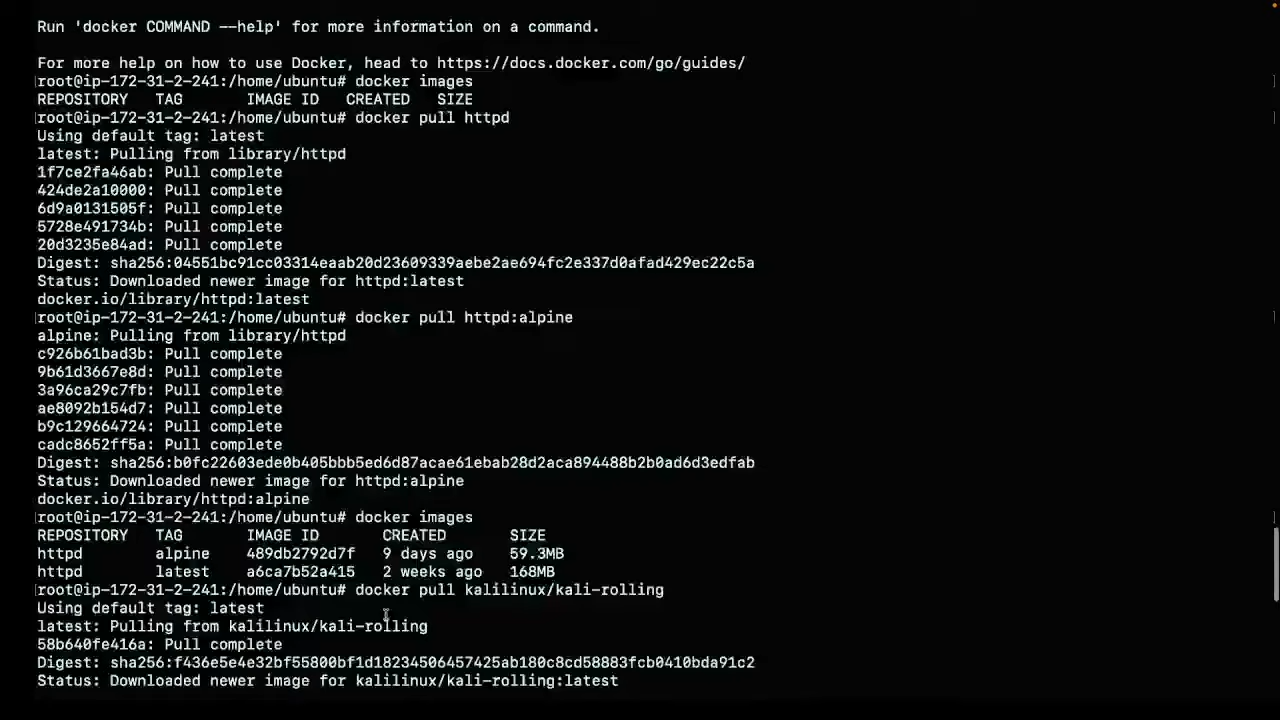 Run 'docker COMMAND --help' for more information on a command.
For more help on how to use Docker, head to https://docs.docker.com/go/guides/
root@ip-172-31-2-241:/home/ubuntu# docker images
REPOSITORY   TAG       IMAGE ID   CREATED   SIZE
root@ip-172-31-2-241:/home/ubuntu# docker pull httpd
Using default tag: latest
latest: Pulling from library/httpd
1f7ce2fa46ab: Pull complete
424de2a10000: Pull complete
6d9a0131505f: Pull complete
5728e491734b: Pull complete
20d3235e84ad: Pull complete
Digest: sha256:04551bc91cc03314eaab20d23609339aebe2ae694fc2e337d0afad429ec22c5a
Status: Downloaded newer image for httpd:latest
docker.io/library/httpd:latest
root@ip-172-31-2-241:/home/ubuntu# docker pull httpd:alpine
alpine: Pulling from library/httpd
c926b61bad3b: Pull complete
9b61d3667e8d: Pull complete
3a96ca29c7fb: Pull complete
ae8092b154d7: Pull complete
b9c129664724: Pull complete
cadc8652ff5a: Pull complete
Digest: sha256:b0fc22603ede0b405bbb5ed6d87acae61ebab28d2aca894488b2b0ad6d3edfab
Status: Downloaded newer image for httpd:alpine
docker.io/library/httpd:alpine
root@ip-172-31-2-241:/home/ubuntu# docker images
REPOSITORY   TAG       IMAGE ID       CREATED       SIZE
httpd        alpine    489db2792d7f   9 days ago    59.3MB
httpd        latest    a6ca7b52a415   2 weeks ago   168MB
root@ip-172-31-2-241:/home/ubuntu# docker pull kalilinux/kali-rolling
Using default tag: latest
latest: Pulling from kalilinux/kali-rolling
58b640fe416a: Pull complete
Digest: sha256:f436e5e4e32bf55800bf1d18234506457425ab180c8cd58883fcb0410bda91c2
Status: Downloaded newer image for kalilinux/kali-rolling:latest